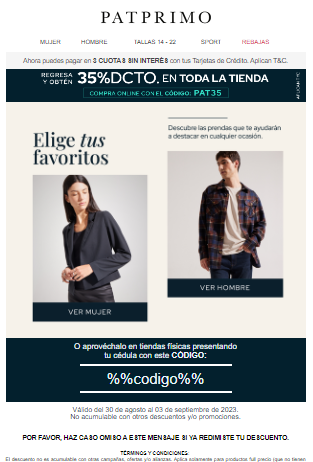 PATPRIMO
MUJER HOMBRE TALLAS 14 - 22 SPORT REBAJAS
Ahora puedes pagar en 3 CUOTAS SIN INTERÉS con tus Tarjetas de Crédito. Aplican T&C.
REGRESA Y OBTÉN 35%DCTO, EN TODA LA TIENDA
COMPRA ONLINE CON EL CÓDIGO: PAT35
Elige tus
favoritos
Descubre las prendas que te ayudarán
a destacar en cualquier ocasión.
VER MUJER
VER HOMBRE
O aprovéchalo en tiendas físicas presentando
tu cédula con este CÓDIGO:
%%codigo%%
Válido del 30 de agosto al 03 de septiembre de 2023.
No acumulable con otros descuentos y/o promociones.
POR FAVOR, HAZ CASO OMISO A ESTE MENSAJE SI YA REDIMISTE TU DESCUENTO.
TÉRMINOS Y CONDICIONES:
El descuento no es acumulable con otras campañas, ofertas y/o alianzas. Aplica solamente para productos full precio (que no tienen